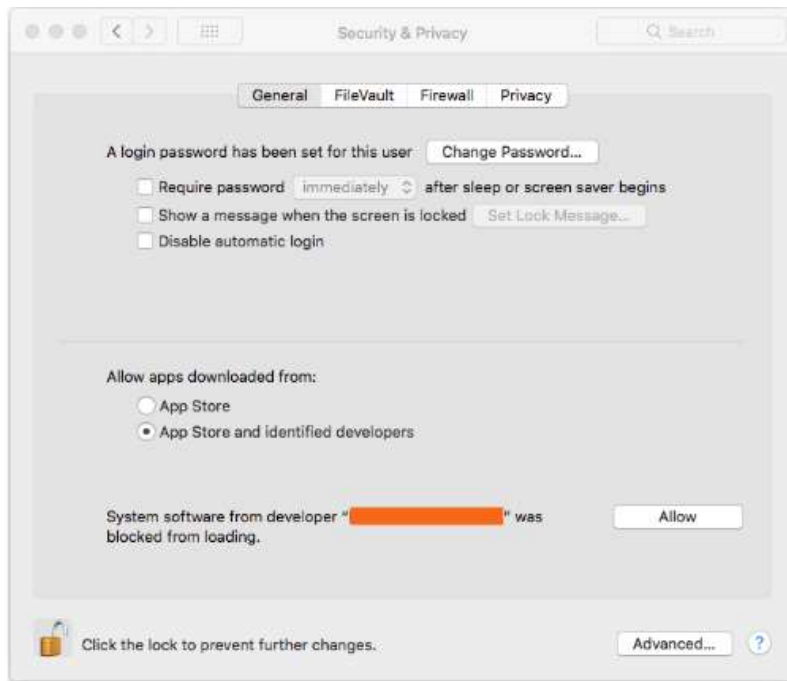 Security & Privacy
Search
General FileVault Firewall Privacy
A login password has been set for this user Change Password...
Require password immediately after sleep or screen saver begins
Show a message when the screen is locked Set Lock Message...
Disable automatic login
Allow apps downloaded from:
App Store
App Store and identified developers
System software from developer “ ” was Allow
blocked from loading.
Click the lock to prevent further changes. Advanced... ?